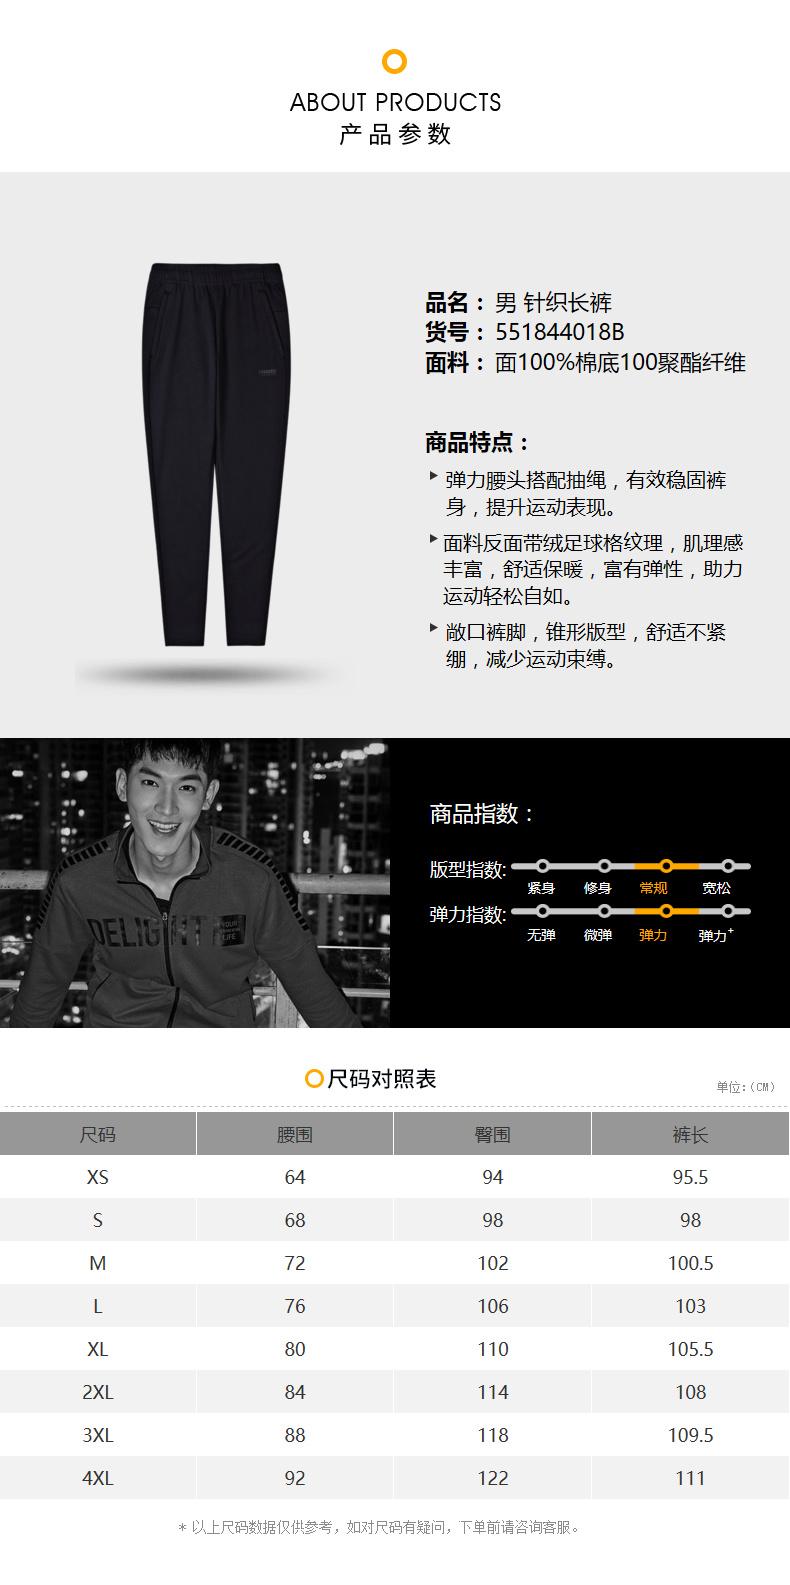 ABOUT PRODUCTS
产品参数
品名：男 针织长裤
货号：551844018B
面料：面100%棉底100聚酯纤维
商品特点：
弹力腰头搭配抽绳，有效稳固裤
身，提升运动表现。
面料反面带绒足球格纹理，肌理感
丰富，舒适保暖，富有弹性，助力
运动轻松自如。
敞口裤脚，锥形版型，舒适不紧
绷，减少运动束缚。
DELIGHT
YOUR
LIFE
商品指数：
版型指数:
紧身 修身 常规 宽松
弹力指数:
无弹 微弹 弹力 弹力+
尺码对照表
单位:(CM)
尺码 腰围 臀围 裤长
XS 64 94 95.5
S 68 98 98
M 72 102 100.5
L 76 106 103
XL 80 110 105.5
2XL 84 114 108
3XL 88 118 109.5
4XL 92 122 111
* 以上尺码数据仅供参考，如对尺码有疑问，下单前请咨询客服。